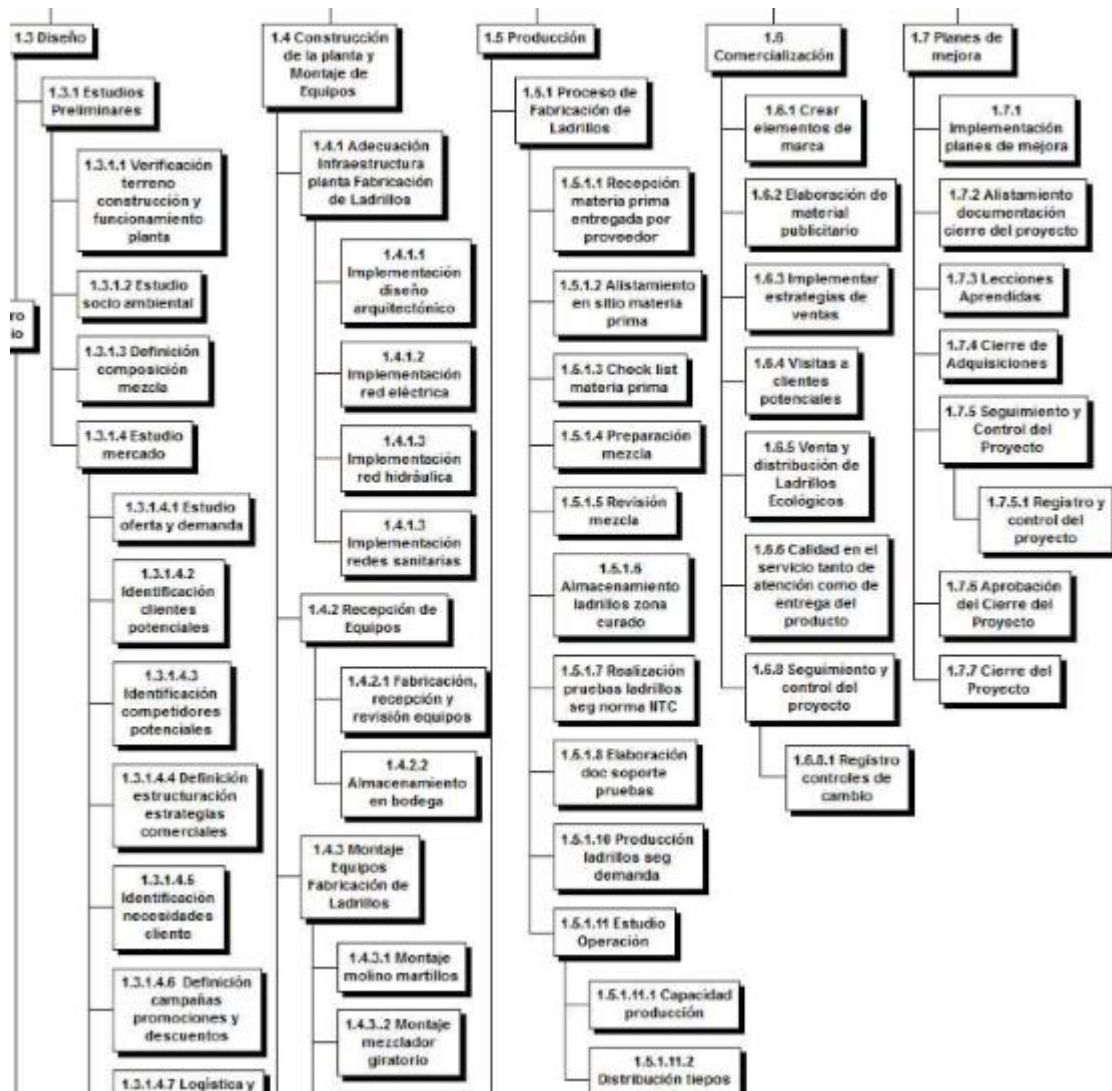 1.3 Diseño
1.3.1 Estudios
Preliminares
1.3.1.1 Verificación
terreno
construcción y
funcionamiento
planta
1.3.1.2 Estudio
socio ambiental
1.3.1.3 Definición
composición
mezcla
1.3.1.4 Estudio
mercado
1.3.1.4.1 Estudio
oferta y demanda
1.3.1.4.2
Identificación
clientes
potenciales
1.3.1.4.3
Identificación
competidores
potenciales
1.3.1.4.4 Definición
estructuración
estrategias
comerciales
1.3.1.4.5
Identificación
necesidades
cliente
1.3.1.4.6 Definición
campañas
promociones y
descuentos
1.3.1.4.7 Logística y
1.4 Construcción
de la planta y
Montaje de
Equipos
1.4.1 Adecuación
Infraestructura
planta Fabricación
de Ladrillos
1.4.1.1
Implementación
diseño
arquitectónico
1.4.1.2
Implementación
red eléctrica
1.4.1.3
Implementación
red hidráulica
1.4.1.3
Implementación
redes sanitarias
1.4.2 Recepción de
Equipos
1.4.2.1 Fabricación,
recepción y
revisión equipos
1.4.2.2
Almacenamiento
en bodega
1.4.3 Montaje
Equipos
Fabricación de
Ladrillos
1.4.3.1 Montaje
molino martillos
1.4.3..2 Montaje
mezclador
giratorio
1.5 Producción
1.5.1 Proceso de
Fabricación de
Ladrillos
1.5.1.1 Recepción
materia prima
entregada por
proveedor
1.5.1.2 Alistamiento
en sitio materia
prima
1.5.1.3 Check list
materia prima
1.5.1.4 Preparación
mezcla
1.5.1.5 Revisión
mezcla
1.5.1.6
Almacenamiento
ladrillos zona
curado
1.5.1.7 Realización
pruebas ladrillos
seg norma NTC
1.5.1.8 Elaboración
doc soporte
pruebas
1.5.1.10 Producción
ladrillos seg
demanda
1.5.1.11 Estudio
Operación
1.5.1.11.1 Capacidad
producción
1.5.1.11.2
Distribución tiepos
1.6
Comercialización
1.6.1 Crear
elementos de
marca
1.6.2 Elaboración de
material
publicitario
1.6.3 Implementar
estrategias de
ventas
1.6.4 Visitas a
clientes
potenciales
1.6.5 Venta y
distribución de
Ladrillos
Ecológicos
1.6.6 Calidad en el
servicio tanto de
atención como de
entrega del
producto
1.6.8 Seguimiento y
control del
proyecto
1.6.8.1 Registro
controles de
cambio
1.7 Planes de
mejora
1.7.1
Implementación
planes de mejora
1.7.2 Alistamiento
documentación
cierre del proyecto
1.7.3 Lecciones
Aprendidas
1.7.4 Cierre de
Adquisiciones
1.7.5 Seguimiento y
Control del
Proyecto
1.7.5.1 Registro y
control del
proyecto
1.7.6 Aprobación
del Cierre del
Proyecto
1.7.7 Cierre del
Proyecto